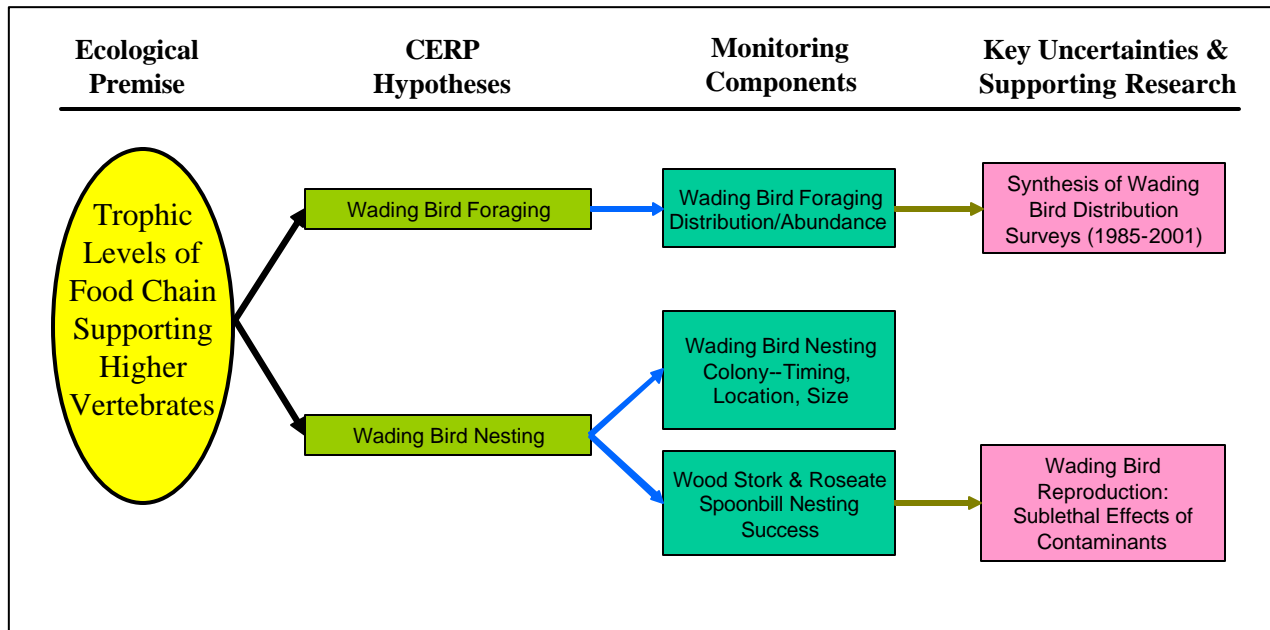 Ecological
Premise
CERP
Hypotheses
Monitoring
Components
Key Uncertainties &
Supporting Research
Trophic
Levels of
Food Chain
Supporting
Higher
Vertebrates
Wading Bird Foraging
Wading Bird Foraging
Distribution/Abundance
Synthesis of Wading
Bird Distribution
Surveys (1985-2001)
Wading Bird Nesting
Wading Bird Nesting
Colony--Timing,
Location, Size
Wood Stork & Roseate
Spoonbill Nesting
Success
Wading Bird
Reproduction:
Sublethal Effects of
Contaminants